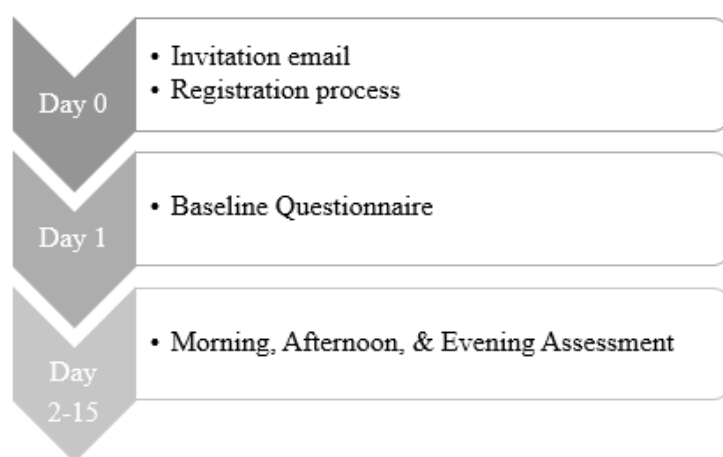 Day 0
• Invitation email
• Registration process
Day 1
• Baseline Questionnaire
Day
2-15
• Morning, Afternoon, & Evening Assessment